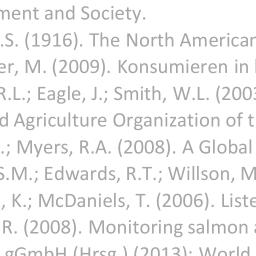 ment and Society.
.S. (1916). The North American
er, M. (2009). Konsumieren in
R.L.; Eagle, J.; Smith, W.L. (2003
d Agriculture Organization of t
.; Myers, R.A. (2008). A Global
S.M.; Edwards, R.T.; Willson, M
, K.; McDaniels, T. (2006). Liste
R. (2008). Monitoring salmon a
gGmbH (Hrsg.) (2013): World